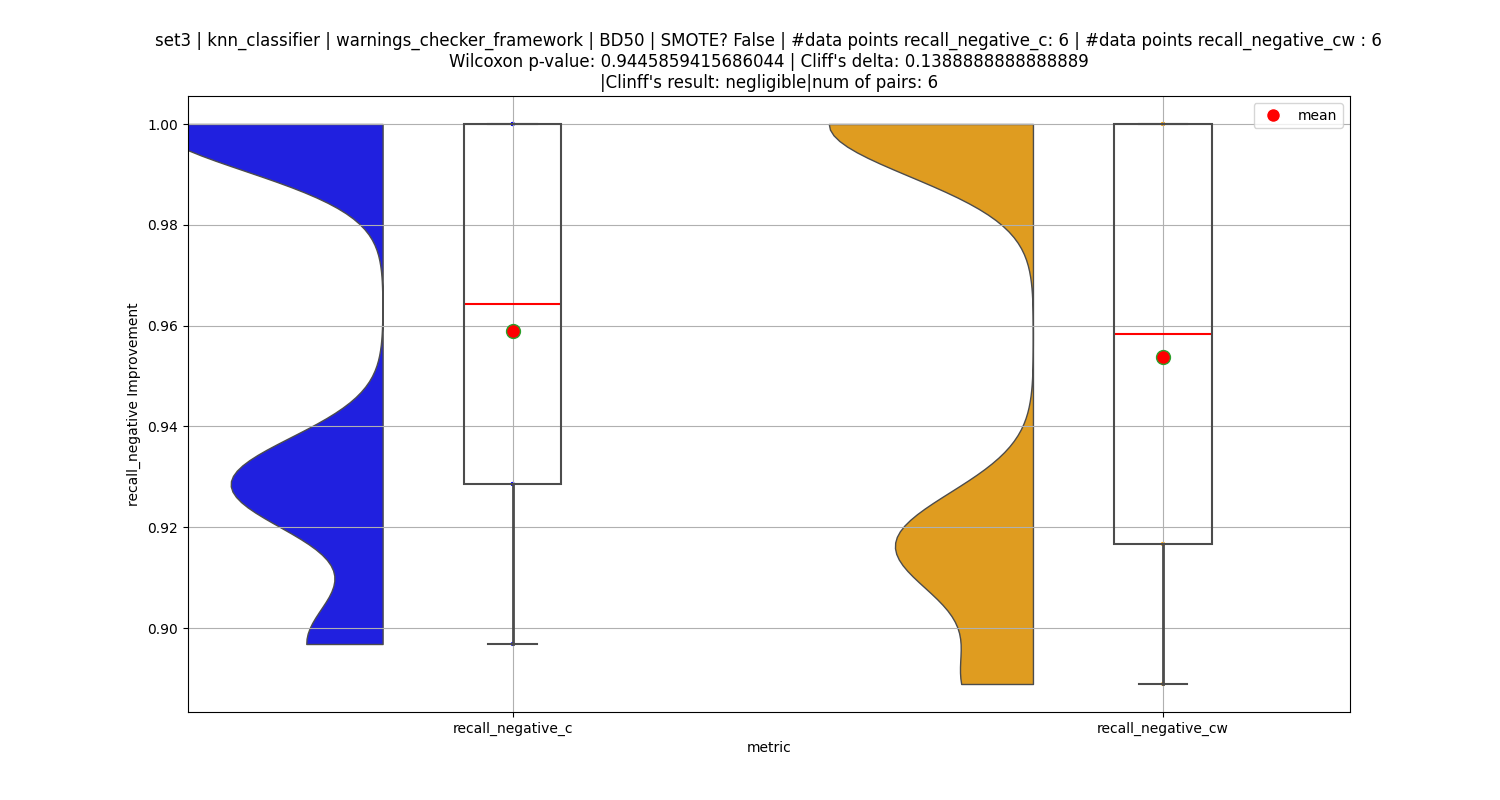 set3 | knn_classifier | warnings_checker_framework | BD50 | SMOTE? False | #data points recall_negative_c: 6 | #data points recall_negative_cw : 6
Wilcoxon p-value: 0.9445859415686044 | Cliff's delta: 0.1388888888888889
|Clinff's result: negligible|num of pairs: 6
mean
1.00
0.98
0.96
0.94
0.92
0.90
recall_negative Improvement
recall_negative_c
recall_negative_cw
metric